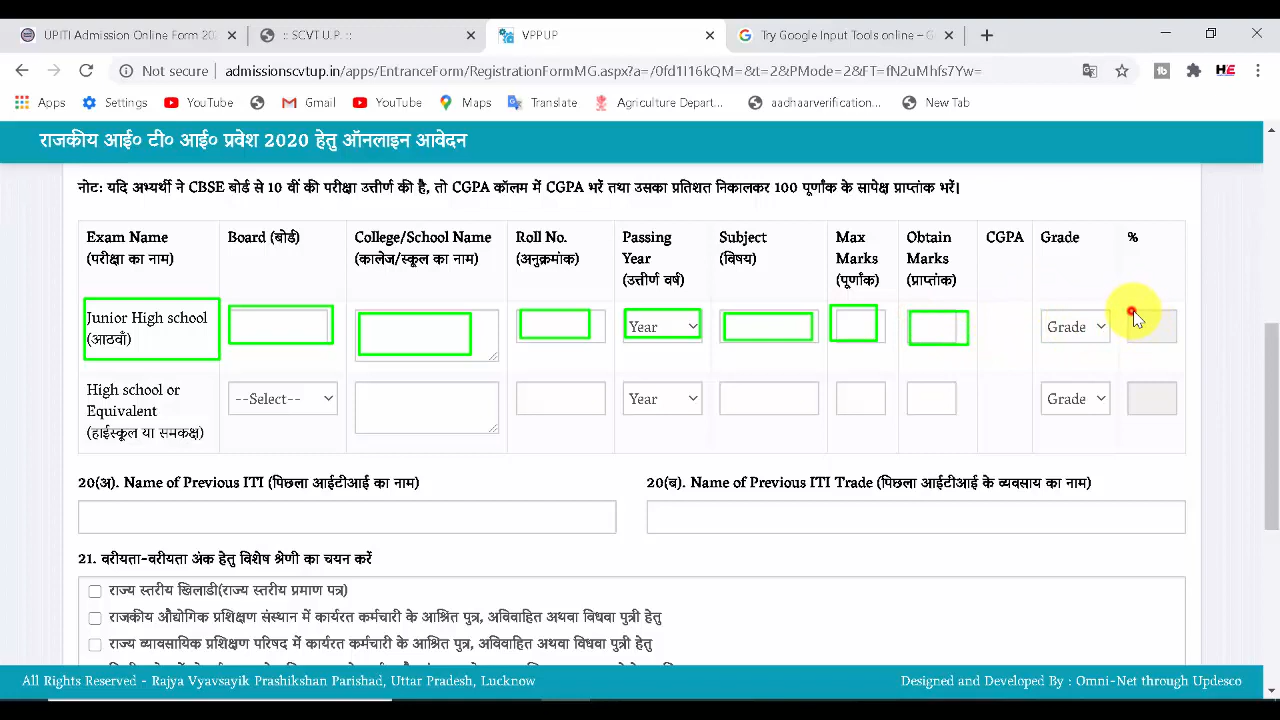 UPITI Admission Online Form 202
:: SCVT U.P. ::
VPPUP
Try Google Input Tools online – G
Not secure
admissionscvtup.in/apps/EntranceForm/RegistrationFormMG.aspx?a=/0fd1I16kQM=&t=2&PMode=2&FT=fN2uMhfs7Yw=
Apps
Settings
YouTube
Gmail
YouTube
Maps
Translate
Agriculture Depart...
aadhaarverification...
New Tab
राजकीय आई० टी० आई० प्रवेश 2020 हेतु ऑनलाइन आवेदन
नोट: यदि अभ्यर्थी ने CBSE बोर्ड से 10 वीं की परीक्षा उत्तीर्ण की है, तो CGPA कॉलम में CGPA भरें तथा उसका प्रतिशत निकालकर 100 पूर्णांक के सापेक्ष प्राप्तांक भरें|
Exam Name
(परीक्षा का नाम)
Board (बोर्ड)
College/School Name
(कालेज/स्कूल का नाम)
Roll No.
(अनुक्रमांक)
Passing
Year
(उत्तीर्ण वर्ष)
Subject
(विषय)
Max
Marks
(पूर्णांक)
Obtain
Marks
(प्राप्तांक)
CGPA
Grade
%
Junior High school
(आठवाँ)
Year
Grade
High school or
Equivalent
(हाईस्कूल या समकक्ष)
--Select--
Year
Grade
20(अ). Name of Previous ITI (पिछला आईटीआई का नाम)
20(ब). Name of Previous ITI Trade (पिछला आईटीआई के व्यवसाय का नाम)
21. वरीयता-वरीयता अंक हेतु विशेष श्रेणी का चयन करें
राज्य स्तरीय खिलाडी(राज्य स्तरीय प्रमाण पत्र)
राजकीय औद्योगिक प्रशिक्षण संस्थान में कार्यरत कर्मचारी के आश्रित पुत्र, अविवाहित अथवा विधवा पुत्री हेतु
राज्य व्यावसायिक प्रशिक्षण परिषद में कार्यरत कर्मचारी के आश्रित पुत्र, अविवाहित अथवा विधवा पुत्री हेतु
All Rights Reserved - Rajya Vyavsayik Prashikshan Parishad, Uttar Pradesh, Lucknow
Designed and Developed By : Omni-Net through Updesco